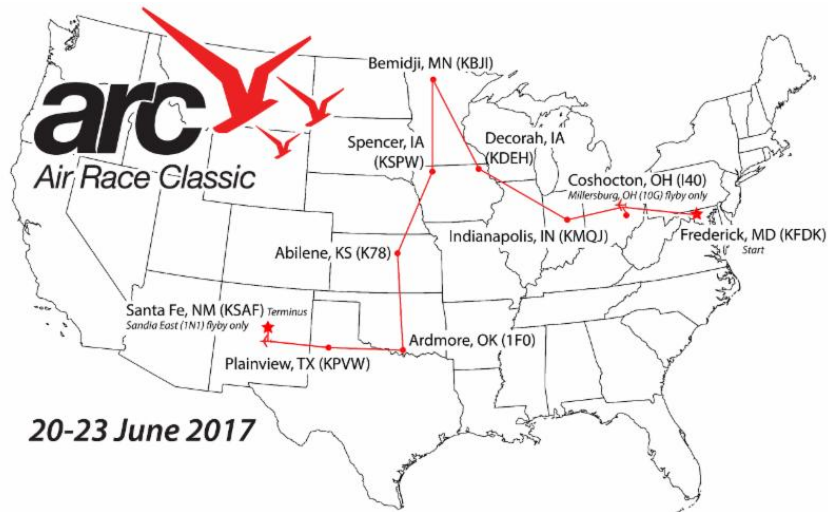 arc
Air Race Classic
Bemidji, MN (KBJI)
Spencer, IA
(KSPW)
Decorah, IA
(KDEH)
Coshocton, OH (I40)
Millersburg, OH (10G) flyby only
Indianapolis, IN (KMQJ)
Frederick, MD (KFDK)
Start
Abilene, KS (K78)
Santa Fe, NM (KSAF) Terminus
Sandia East (1N1) flyby only
Ardmore, OK (1F0)
Plainview, TX (KPVW)
20-23 June 2017